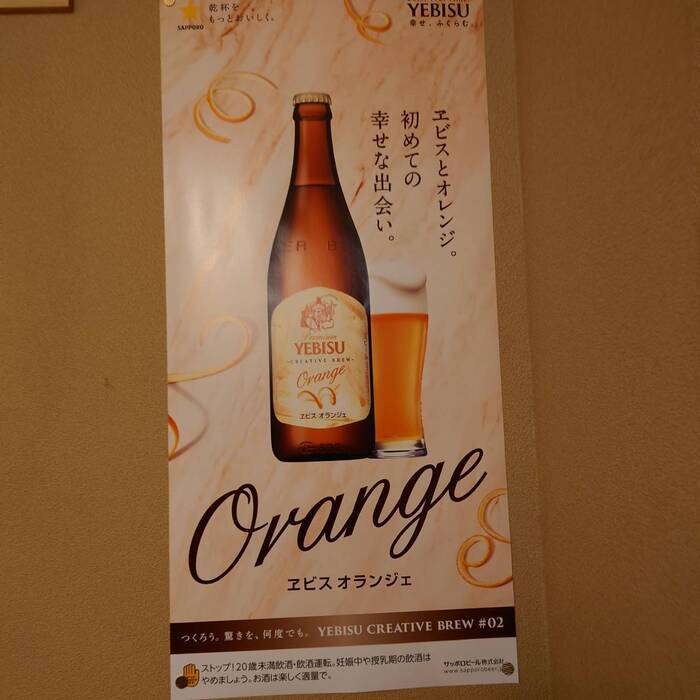 乾杯を
もっとおいしく。
SAPPORO
YEBISU
幸せ、ふくらむ。
ヱビスとオレンジ。
初めての
幸せな出会い。
Premium
YEBISU
CREATIVE BREW
Orange
ヱビス オランジェ
Orange
ヱビス オランジェ
つくろう。驚きを、何度でも。 YEBISU CREATIVE BREW #02
ストップ!20歳未満飲酒・飲酒運転。妊娠中や授乳期の飲酒は
やめましょう。お酒は楽しく適量で。
サッポロビール株式会社
www.sapporobeer.j